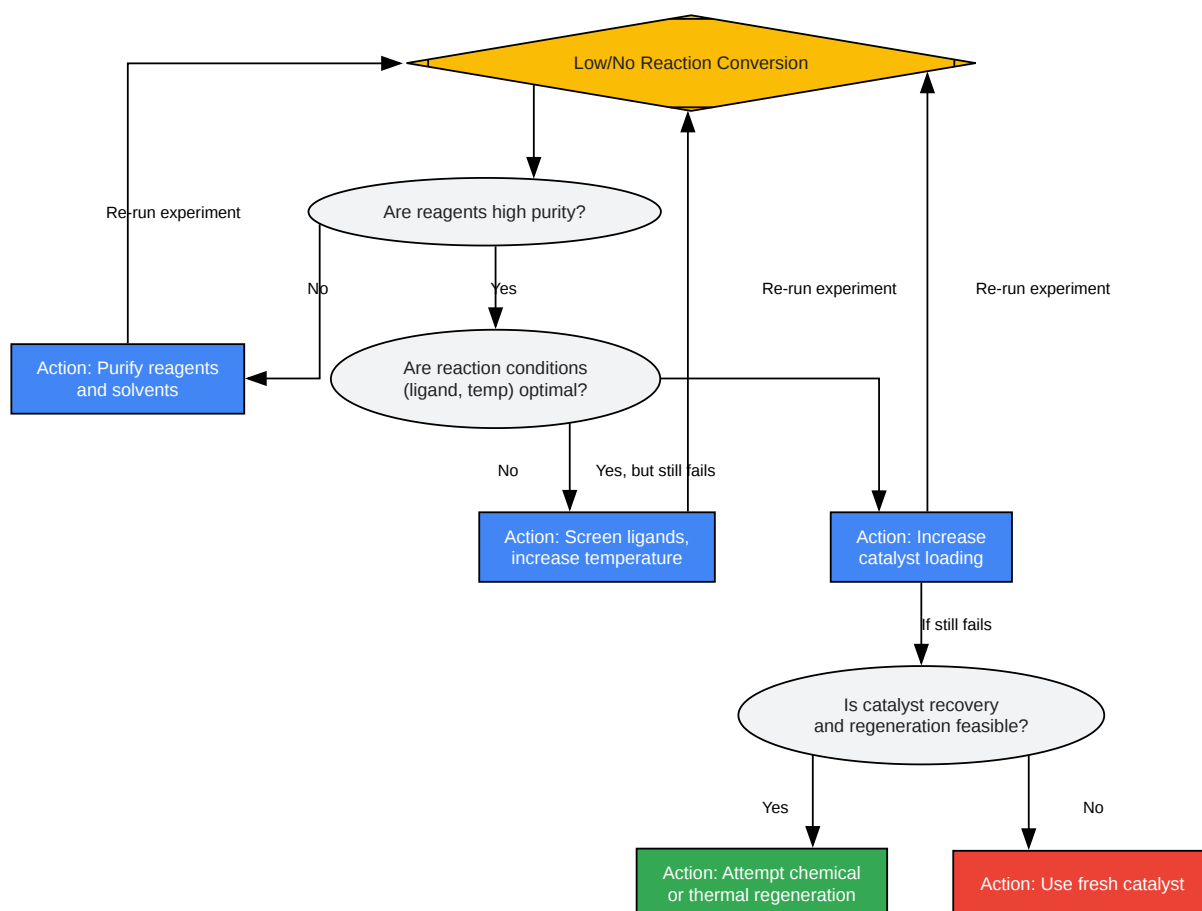 Low/No Reaction Conversion
Are reagents high purity?
Re-run experiment
No
Yes
Re-run experiment
Re-run experiment
Action: Purify reagents
and solvents
Are reaction conditions
(ligand, temp) optimal?
No
Yes, but still fails
Action: Screen ligands,
increase temperature
Action: Increase
catalyst loading
If still fails
Is catalyst recovery
and regeneration feasible?
Yes
No
Action: Attempt chemical
or thermal regeneration
Action: Use fresh catalyst